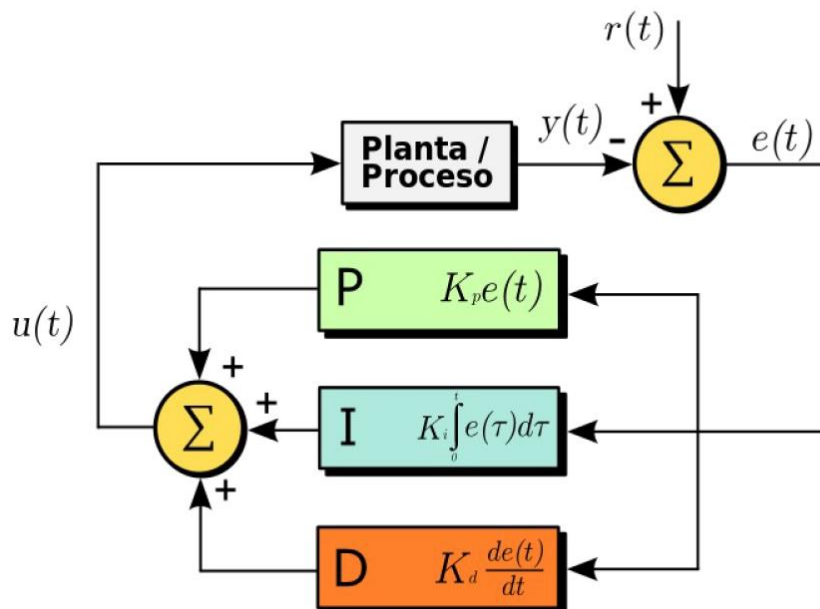 r(t)
+
Planta /
Proceso
y(t)
-
Σ
e(t)
P K_p e(t)
u(t)
+
+
Σ
I K_i ∫_0^t e(τ)dτ
+
D K_d de(t)/dt